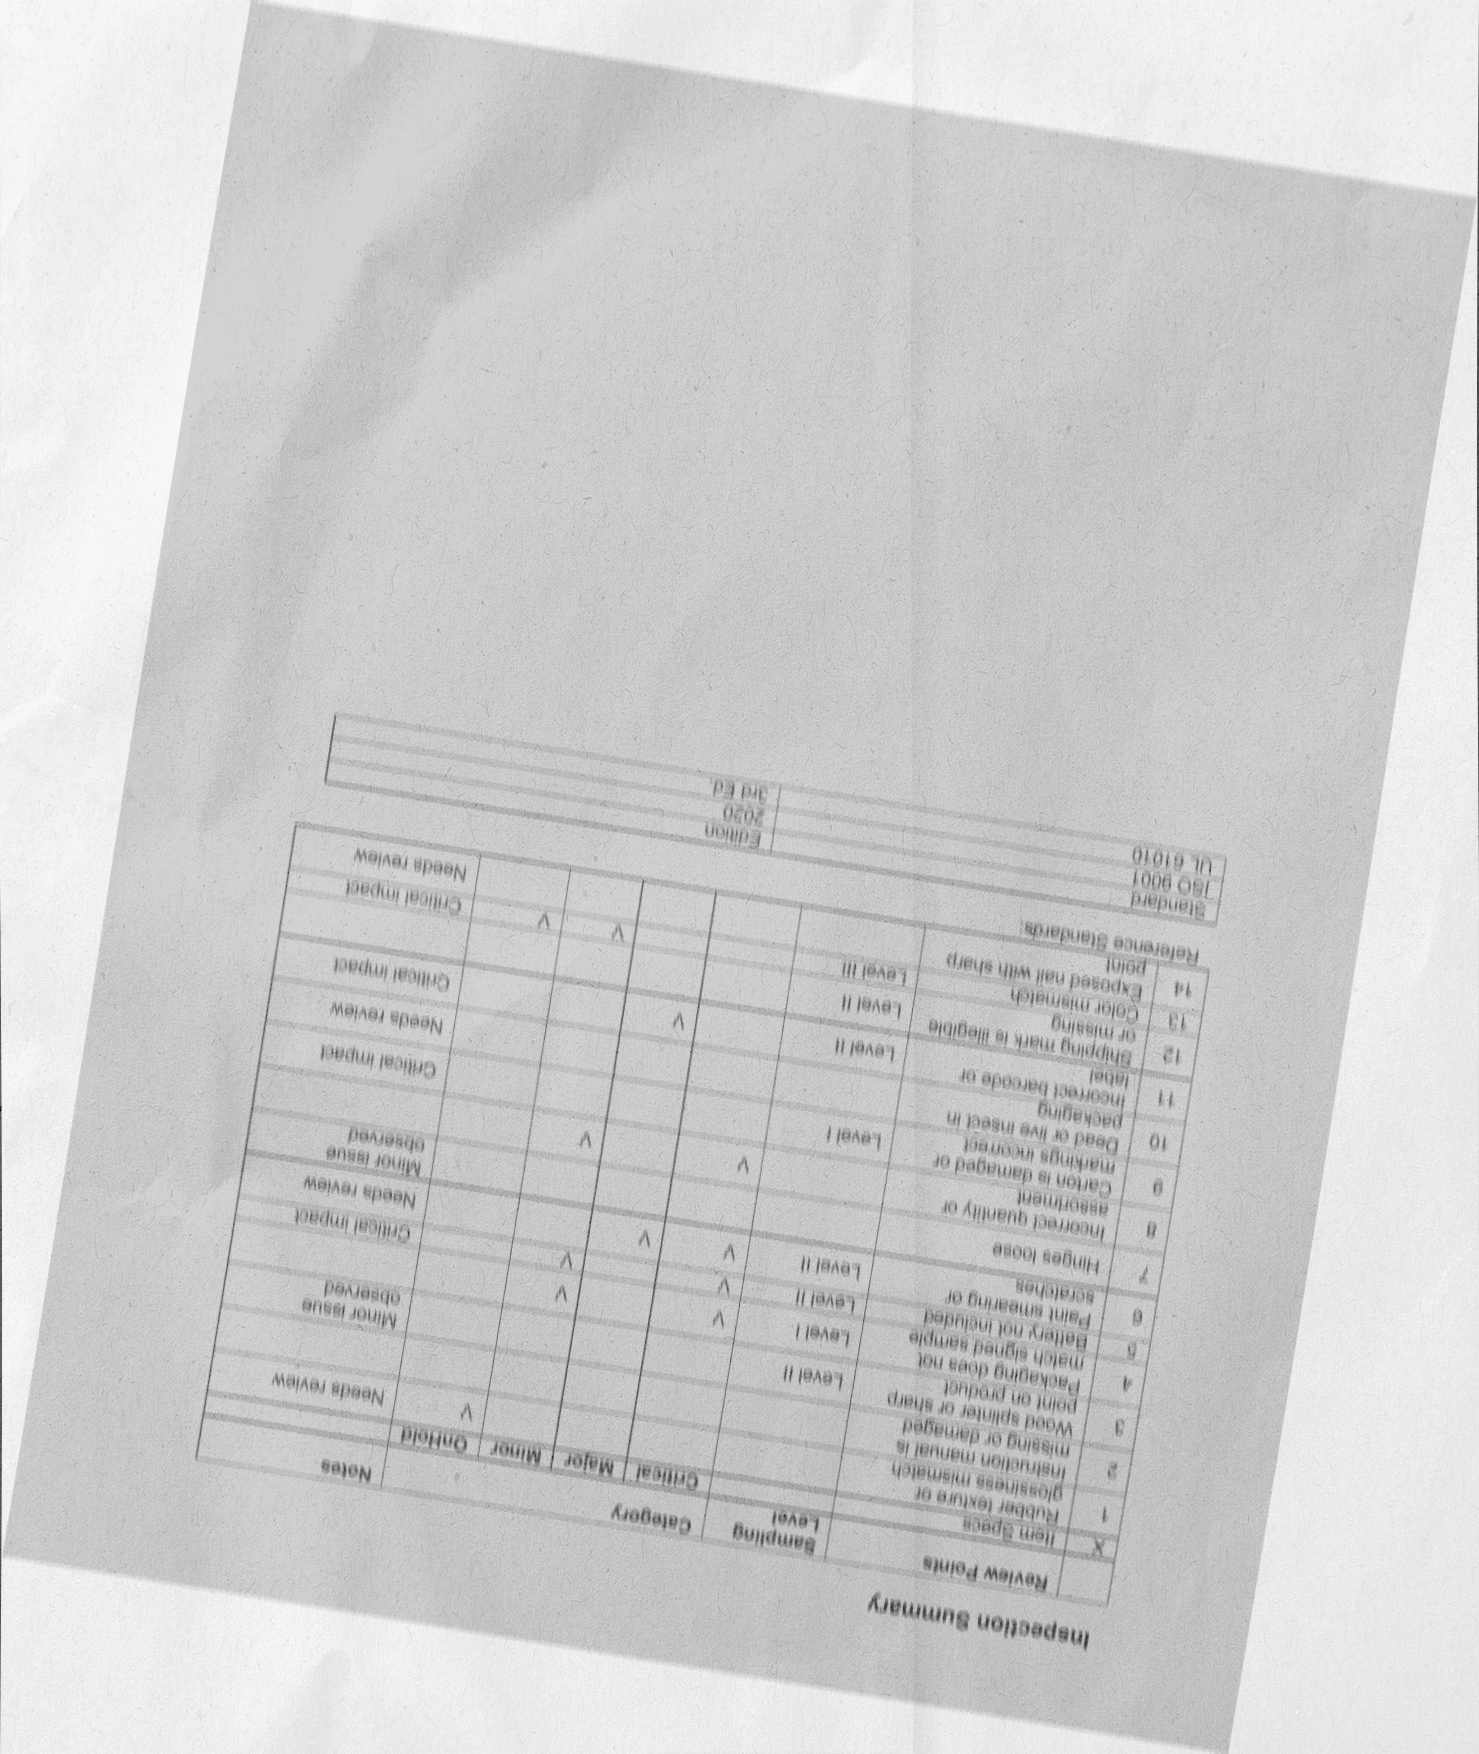 Inspection Summary
Review Points Sampling Level Category Notes
X Item Specs Critical Major Minor OnHold
1 Rubber texture or glossiness mismatch V Needs review
2 Instruction manual is missing or damaged
3 Wood splinter or sharp point on product Level II Minor issue observed
4 Packaging does not match signed sample Level I V V
5 Battery not included Level II V V Critical impact
6 Paint smearing or scratches Level II V V Needs review
7 Hinges loose Minor issue observed
8 Incorrect quantity or assortment V V
9 Carton is damaged or markings incorrect Level I Critical impact
10 Dead or live insect in packaging Needs review
11 Incorrect barcode or label Level II V Critical impact
12 Shipping mark is illegible or missing Level II
13 Color mismatch Level III V V Critical impact
14 Exposed nail with sharp point Needs review
Reference Standards:
Standard Edition
ISO 9001 2020
UL 61010 3rd Ed.